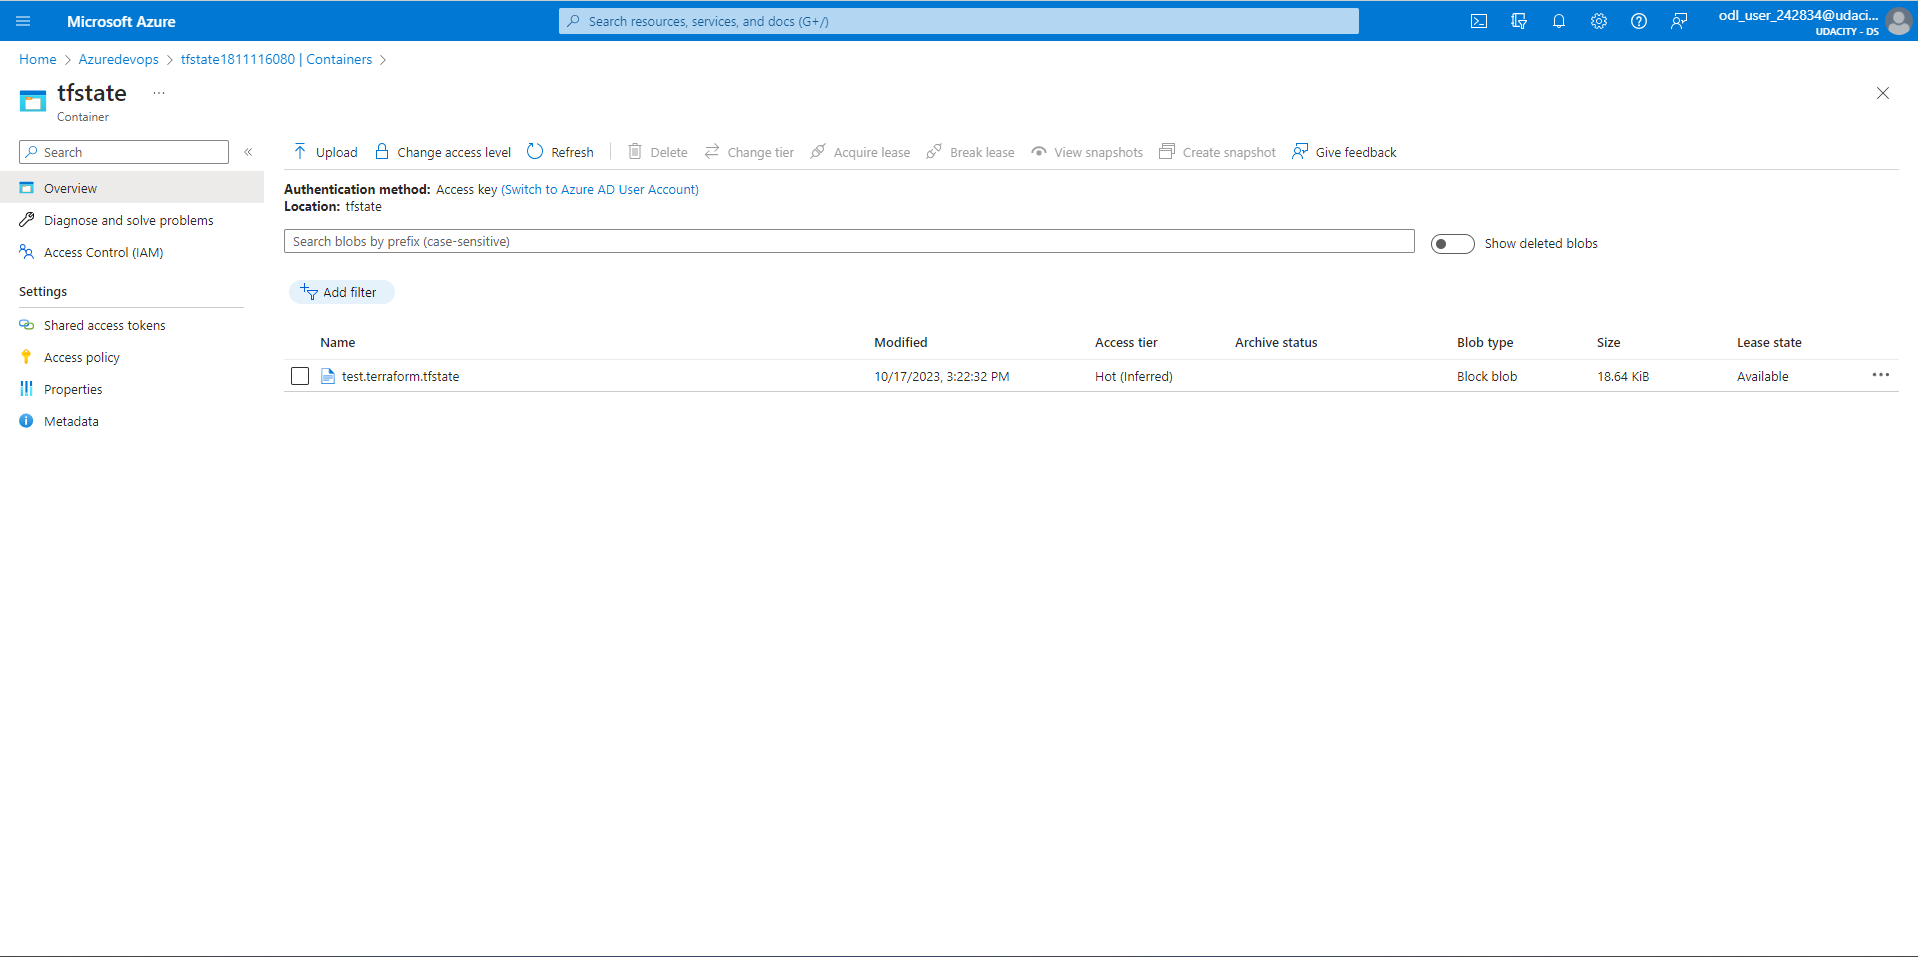 Microsoft Azure
Search resources, services, and docs (G+/)
odl_user_242834@udaci...
UDACITY - DS
Home > Azuredevops > tfstate1811116080 | Containers >
tfstate ...
Container
Search «
Upload Change access level Refresh Delete Change tier Acquire lease Break lease View snapshots Create snapshot Give feedback
Overview
Diagnose and solve problems
Access Control (IAM)
Settings
Shared access tokens
Access policy
Properties
Metadata
Authentication method: Access key (Switch to Azure AD User Account)
Location: tfstate
Search blobs by prefix (case-sensitive)
Show deleted blobs
Add filter
Name Modified Access tier Archive status Blob type Size Lease state
test.terraform.tfstate 10/17/2023, 3:22:32 PM Hot (Inferred) Block blob 18.64 KiB Available ...